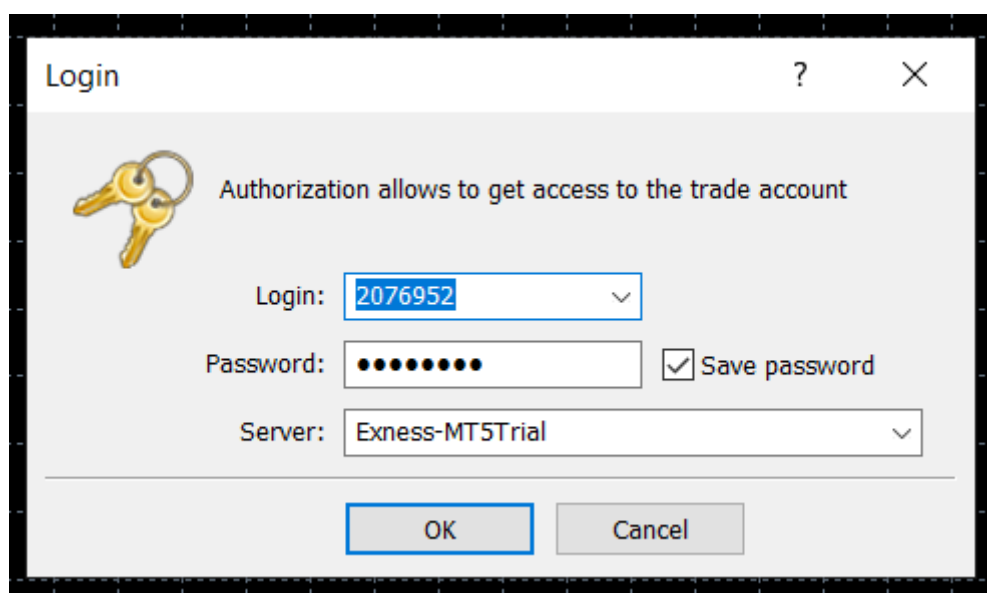 Login ?
Authorization allows to get access to the trade account
Login: 2076952
Password: ●●●●●●●● Save password
Server: Exness-MT5Trial
OK Cancel